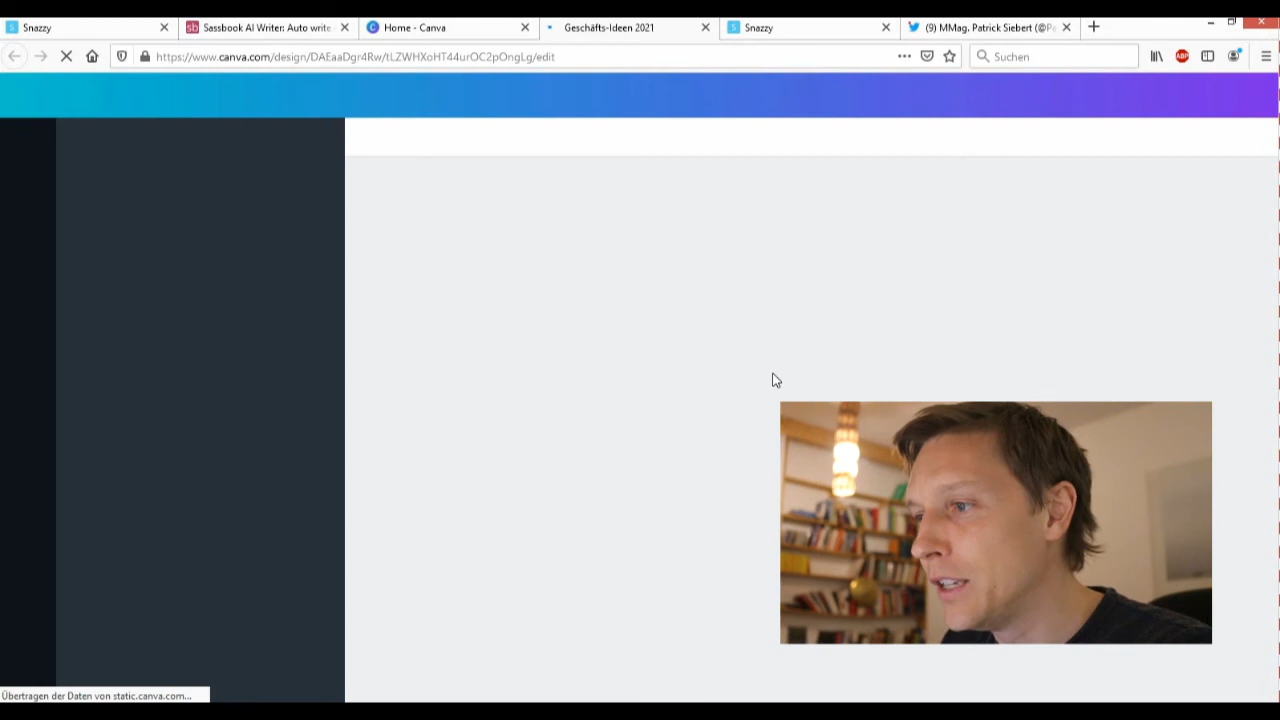 Snazzy
Sassbook AI Writer: Auto write
Home - Canva
Geschäfts-Ideen 2021
Snazzy
(9) MMag. Patrick Siebert (@P
https://www.canva.com/design/DAEaaDgr4Rw/tLZWHXoHT44urOC2pOngLg/edit
Suchen
ABP
Übertragen der Daten von static.canva.com...